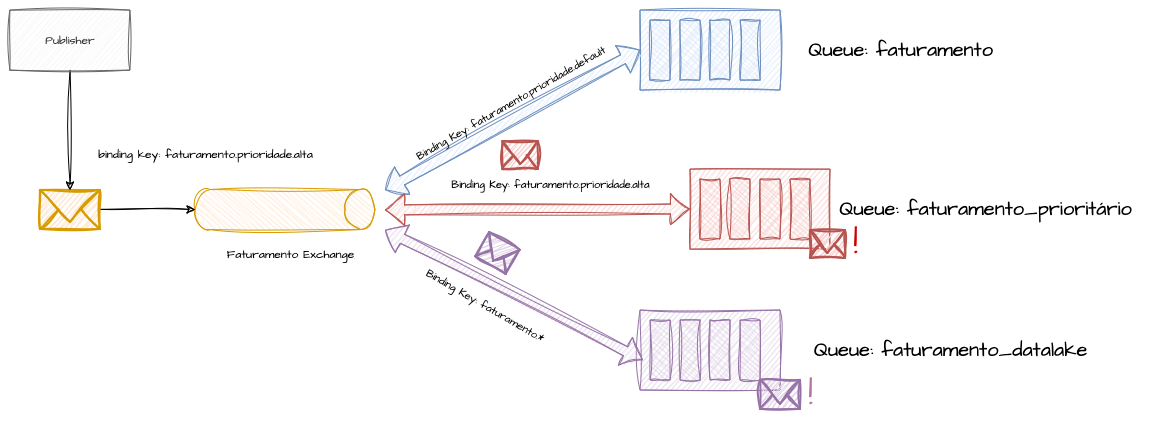 Publisher
Queue: faturamento
Binding Key: faturamento.prioridade.default
binding key: faturamento.prioridade.alta
Binding Key: faturamento.prioridade.alta
Queue: faturamento_prioritário
!
Faturamento Exchange
Binding Key: faturamento.*
Queue: faturamento_datalake
!